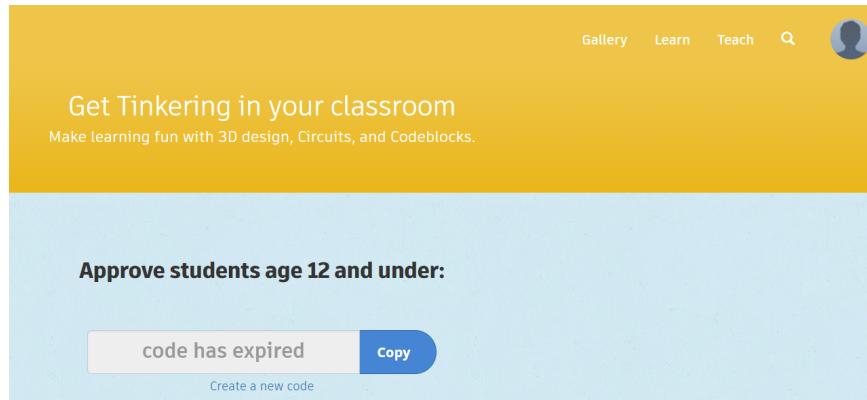 Gallery Learn Teach
Get Tinkering in your classroom
Make learning fun with 3D design, Circuits, and Codeblocks.
Approve students age 12 and under:
code has expired Copy
Create a new code